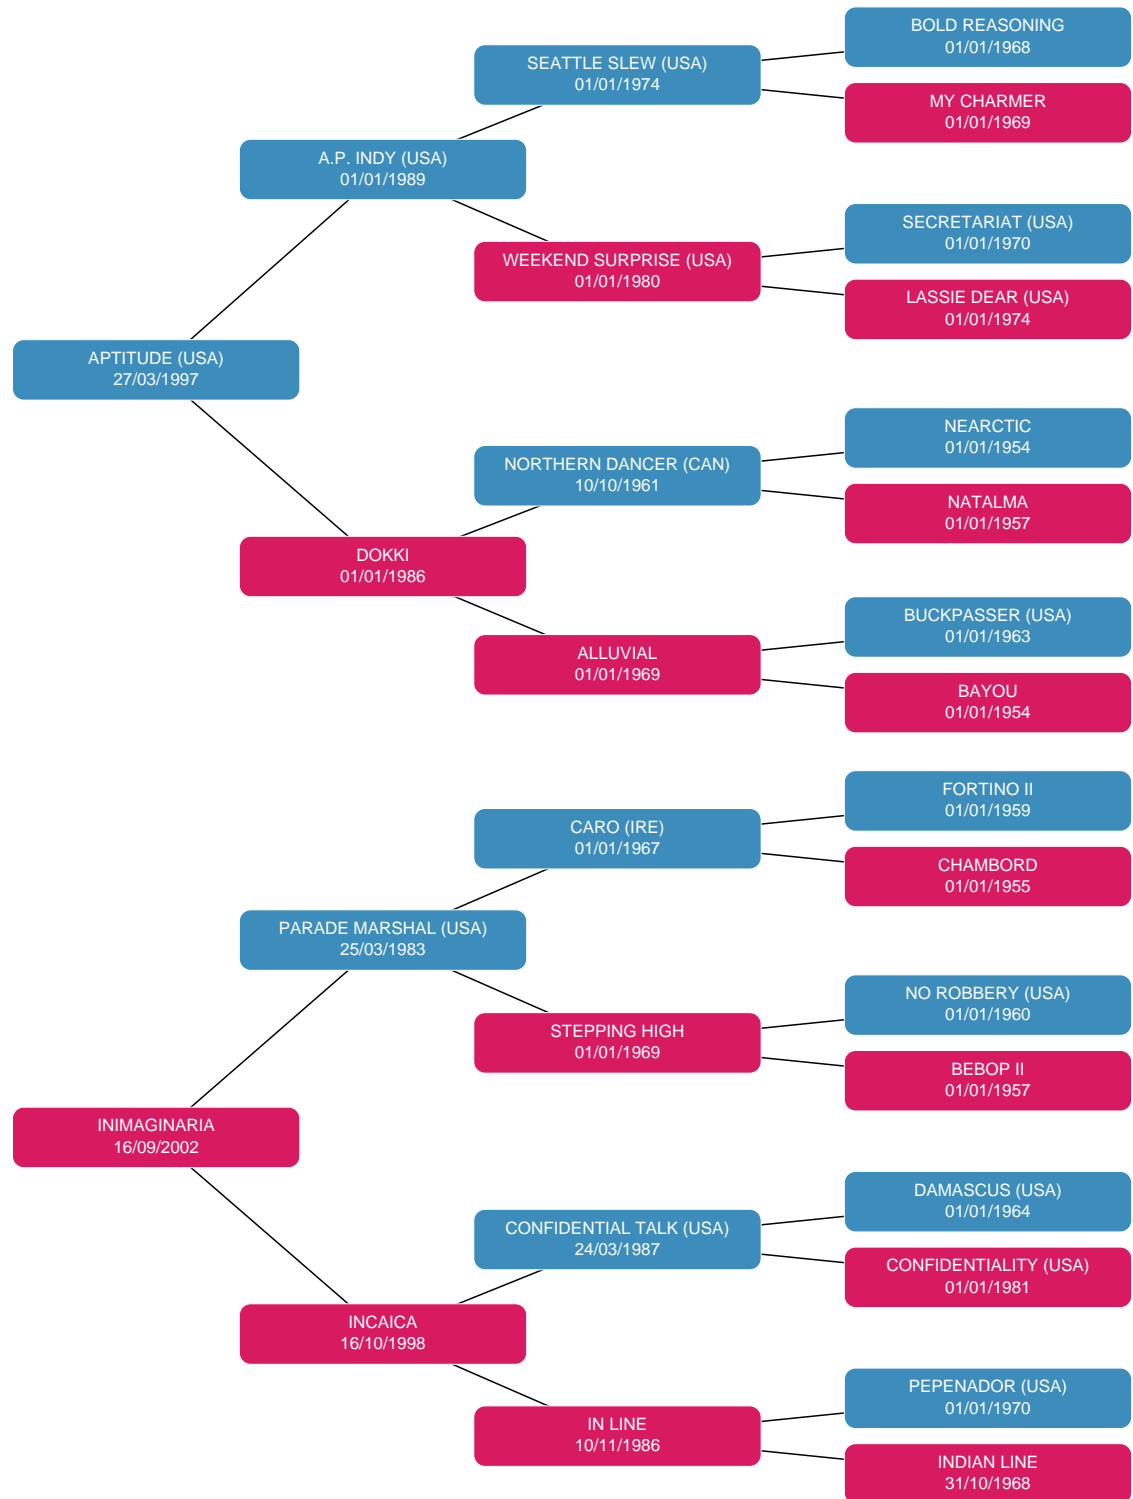 BOLD REASONING
01/01/1968
SEATTLE SLEW (USA)
01/01/1974
MY CHARMER
01/01/1969
A.P. INDY (USA)
01/01/1989
SECRETARIAT (USA)
01/01/1970
WEEKEND SURPRISE (USA)
01/01/1980
LASSIE DEAR (USA)
01/01/1974
APTITUDE (USA)
27/03/1997
NEARCTIC
01/01/1954
NORTHERN DANCER (CAN)
10/10/1961
NATALMA
01/01/1957
DOKKI
01/01/1986
BUCKPASSER (USA)
01/01/1963
ALLUVIAL
01/01/1969
BAYOU
01/01/1954
FORTINO II
01/01/1959
CARO (IRE)
01/01/1967
CHAMBORD
01/01/1955
PARADE MARSHAL (USA)
25/03/1983
NO ROBBERY (USA)
01/01/1960
STEPPING HIGH
01/01/1969
BEBOP II
01/01/1957
INIMAGINARIA
16/09/2002
DAMASCUS (USA)
01/01/1964
CONFIDENTIAL TALK (USA)
24/03/1987
CONFIDENTIALITY (USA)
01/01/1981
INCAICA
16/10/1998
PEPENADOR (USA)
01/01/1970
IN LINE
10/11/1986
INDIAN LINE
31/10/1968